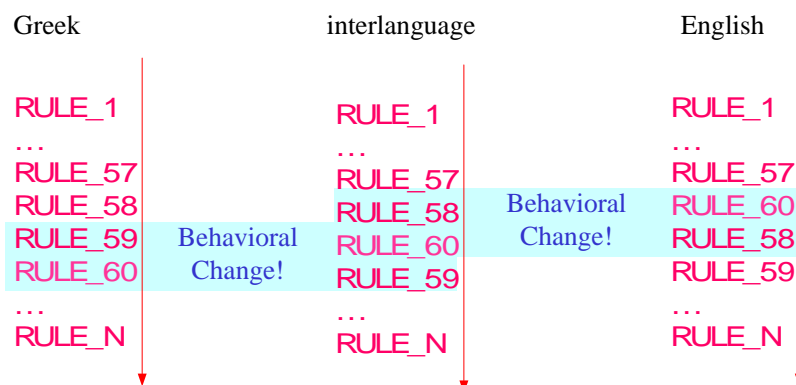 Greek
interlanguage
English
RULE_1
...
RULE_57
RULE_58
RULE_59
RULE_60
...
RULE_N
Behavioral
Change!
RULE_1
...
RULE_57
RULE_58
RULE_60
RULE_59
...
RULE_N
Behavioral
Change!
RULE_1
...
RULE_57
RULE_60
RULE_58
RULE_59
...
RULE_N